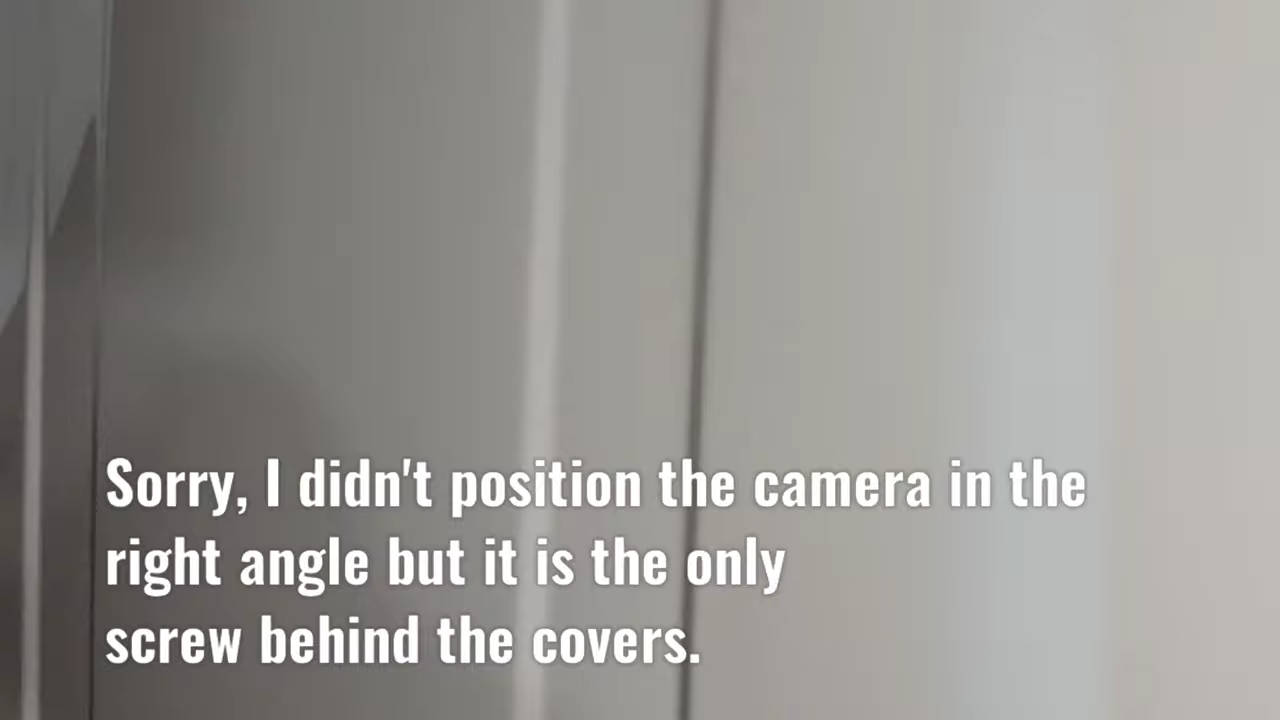 Sorry, I didn't position the camera in the
right angle but it is the only
screw behind the covers.